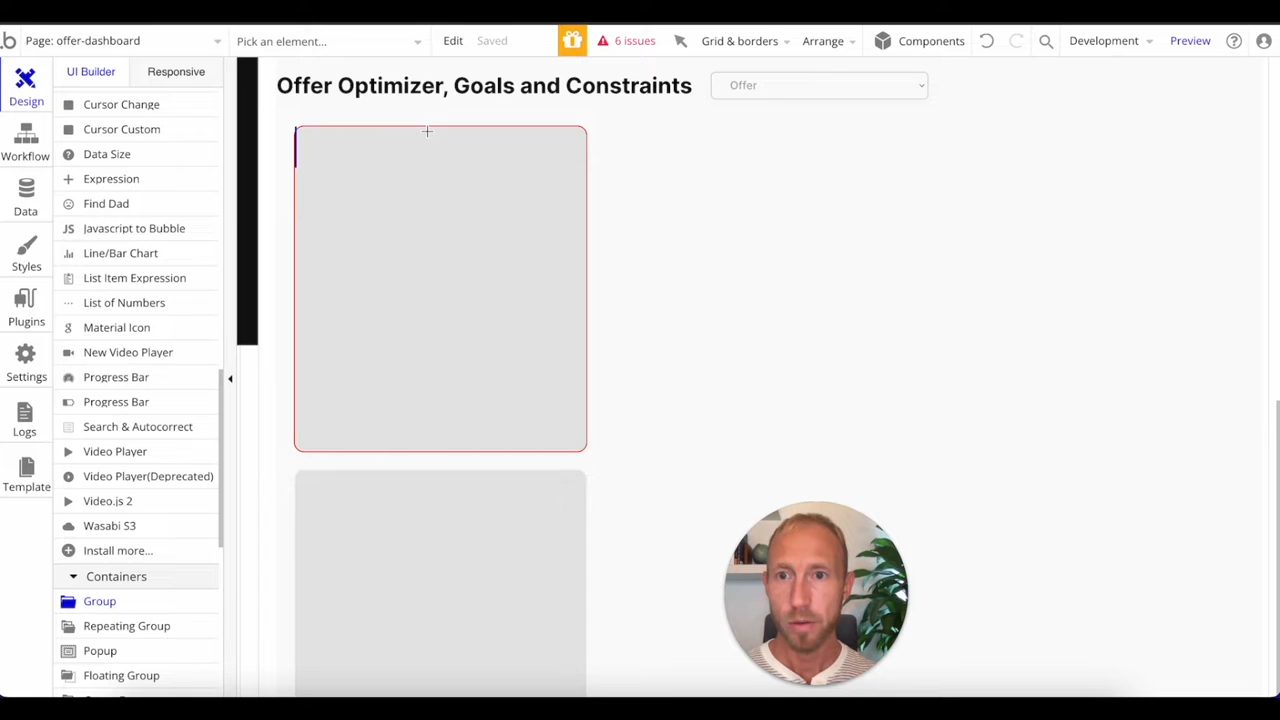 Page: offer-dashboard
Pick an element...
Edit
Saved
6 issues
Grid & borders
Arrange
Components
Development
Preview
UI Builder
Responsive
Design
Workflow
Data
Styles
Plugins
Settings
Logs
Template
Cursor Change
Cursor Custom
Data Size
Expression
Find Dad
JS Javascript to Bubble
Line/Bar Chart
List Item Expression
List of Numbers
Material Icon
New Video Player
Progress Bar
Progress Bar
Search & Autocorrect
Video Player
Video Player(Deprecated)
Video.js 2
Wasabi S3
Install more...
Containers
Group
Repeating Group
Popup
Floating Group
Offer Optimizer, Goals and Constraints
Offer